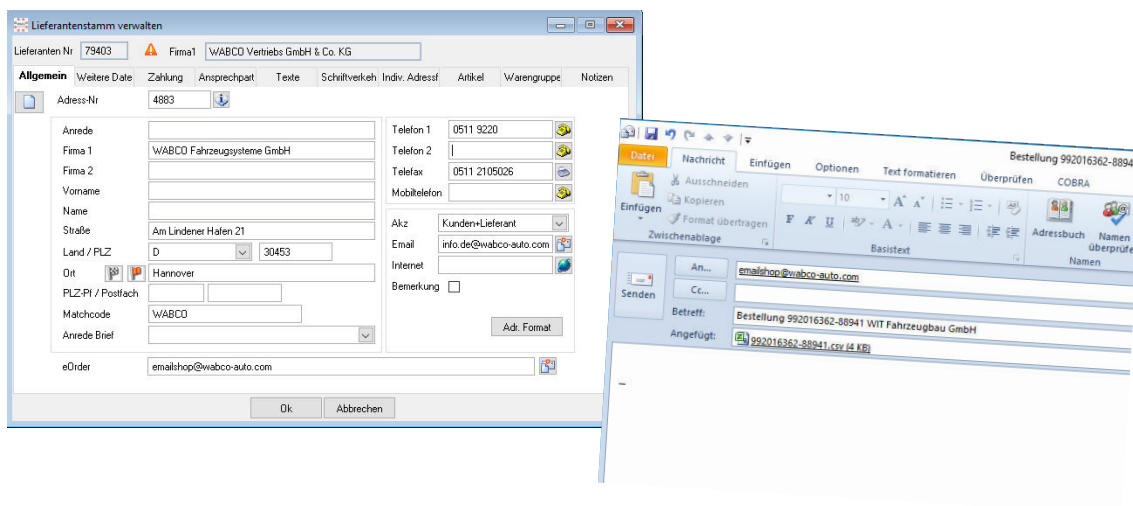 Lieferantenstamm verwalten
Lieferanten Nr 79403 Firma1 WABCO Vertriebs GmbH & Co. KG
Allgemein Weitere Date Zahlung Ansprechpart Texte Schriftverkeh Indiv. Adressf Artikel Warengruppe Notizen
Adress-Nr 4883
Anrede
Firma 1 WABCO Fahrzeugsysteme GmbH
Firma 2
Vorname
Name
Straße Am Lindener Hafen 21
Land / PLZ D 30453
Ort Hannover
PLZ-Pf / Postfach
Matchcode WABCO
Anrede Brief
Telefon 1 0511 9220
Telefon 2
Telefax 0511 2105026
Mobiltelefon
Akz Kunden+Lieferant
Email info.de@wabco-auto.com
Internet
Bemerkung
Adr. Format
eOrder emailshop@wabco-auto.com
Ok Abbrechen
Bestellung 992016362-8894
Datei Nachricht Einfügen Optionen Text formatieren Überprüfen COBRA
Einfügen
Ausschneiden
Kopieren
Format übertragen
Zwischenablage
10 A A
F K U ab A
Basistext
Adressbuch Namen
überprüfe
Namen
Senden
An... emailshop@wabco-auto.com
Cc...
Betreff: Bestellung 992016362-88941 WIT Fahrzeugbau GmbH
Angefügt: 992016362-88941.csv (4 KB)